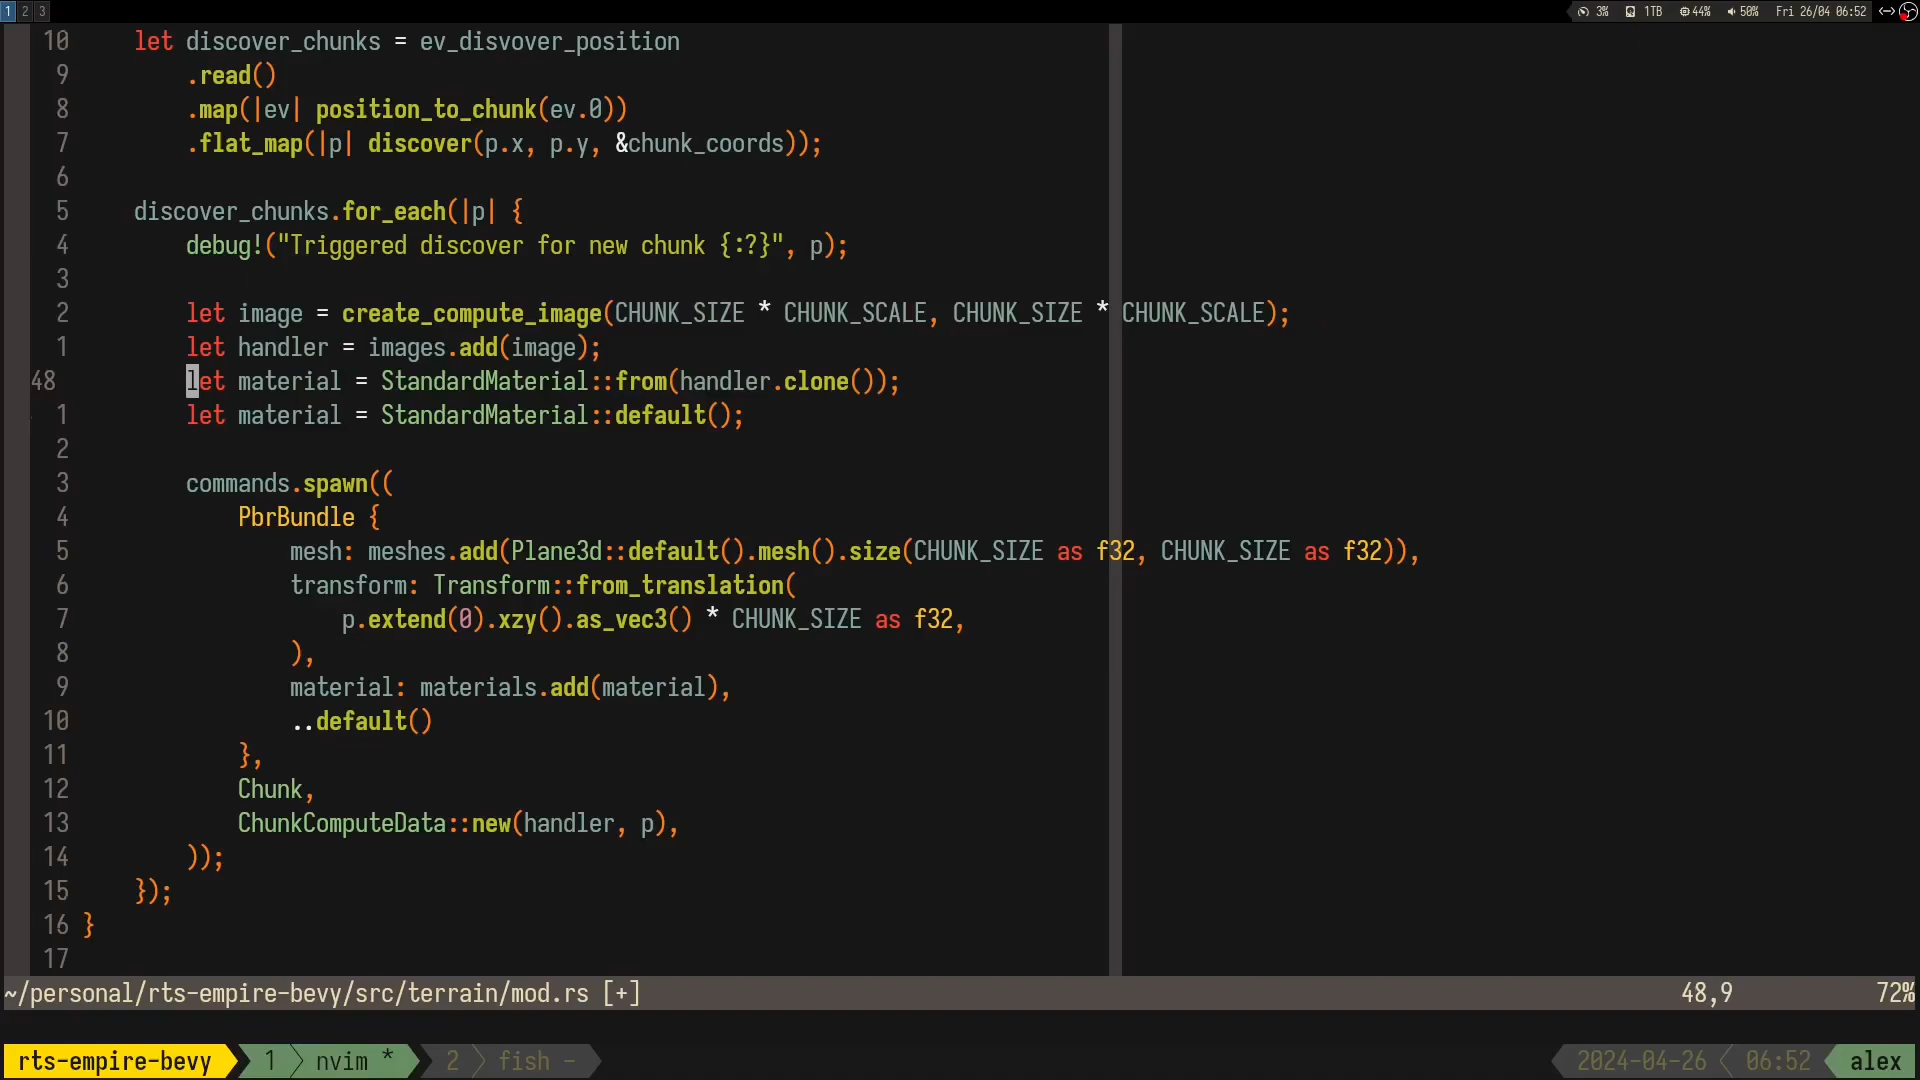 1 2 3 3% 1TB 44% 50% Fri 26/04 06:52
10 let discover_chunks = ev_disvover_position
9 .read()
8 .map(|ev| position_to_chunk(ev.0))
7 .flat_map(|p| discover(p.x, p.y, &chunk_coords));
6
5 discover_chunks.for_each(|p| {
4 debug!("Triggered discover for new chunk {:?}", p);
3
2 let image = create_compute_image(CHUNK_SIZE * CHUNK_SCALE, CHUNK_SIZE * CHUNK_SCALE);
1 let handler = images.add(image);
48 let material = StandardMaterial::from(handler.clone());
1 let material = StandardMaterial::default();
2
3 commands.spawn((
4 PbrBundle {
5 mesh: meshes.add(Plane3d::default().mesh().size(CHUNK_SIZE as f32, CHUNK_SIZE as f32)),
6 transform: Transform::from_translation(
7 p.extend(0).xzy().as_vec3() * CHUNK_SIZE as f32,
8 ),
9 material: materials.add(material),
10 ..default()
11 },
12 Chunk,
13 ChunkComputeData::new(handler, p),
14 ));
15 });
16 }
17
~/personal/rts-empire-bevy/src/terrain/mod.rs [+] 48,9 72%
rts-empire-bevy 1 nvim * 2 fish - 2024-04-26 06:52 alex